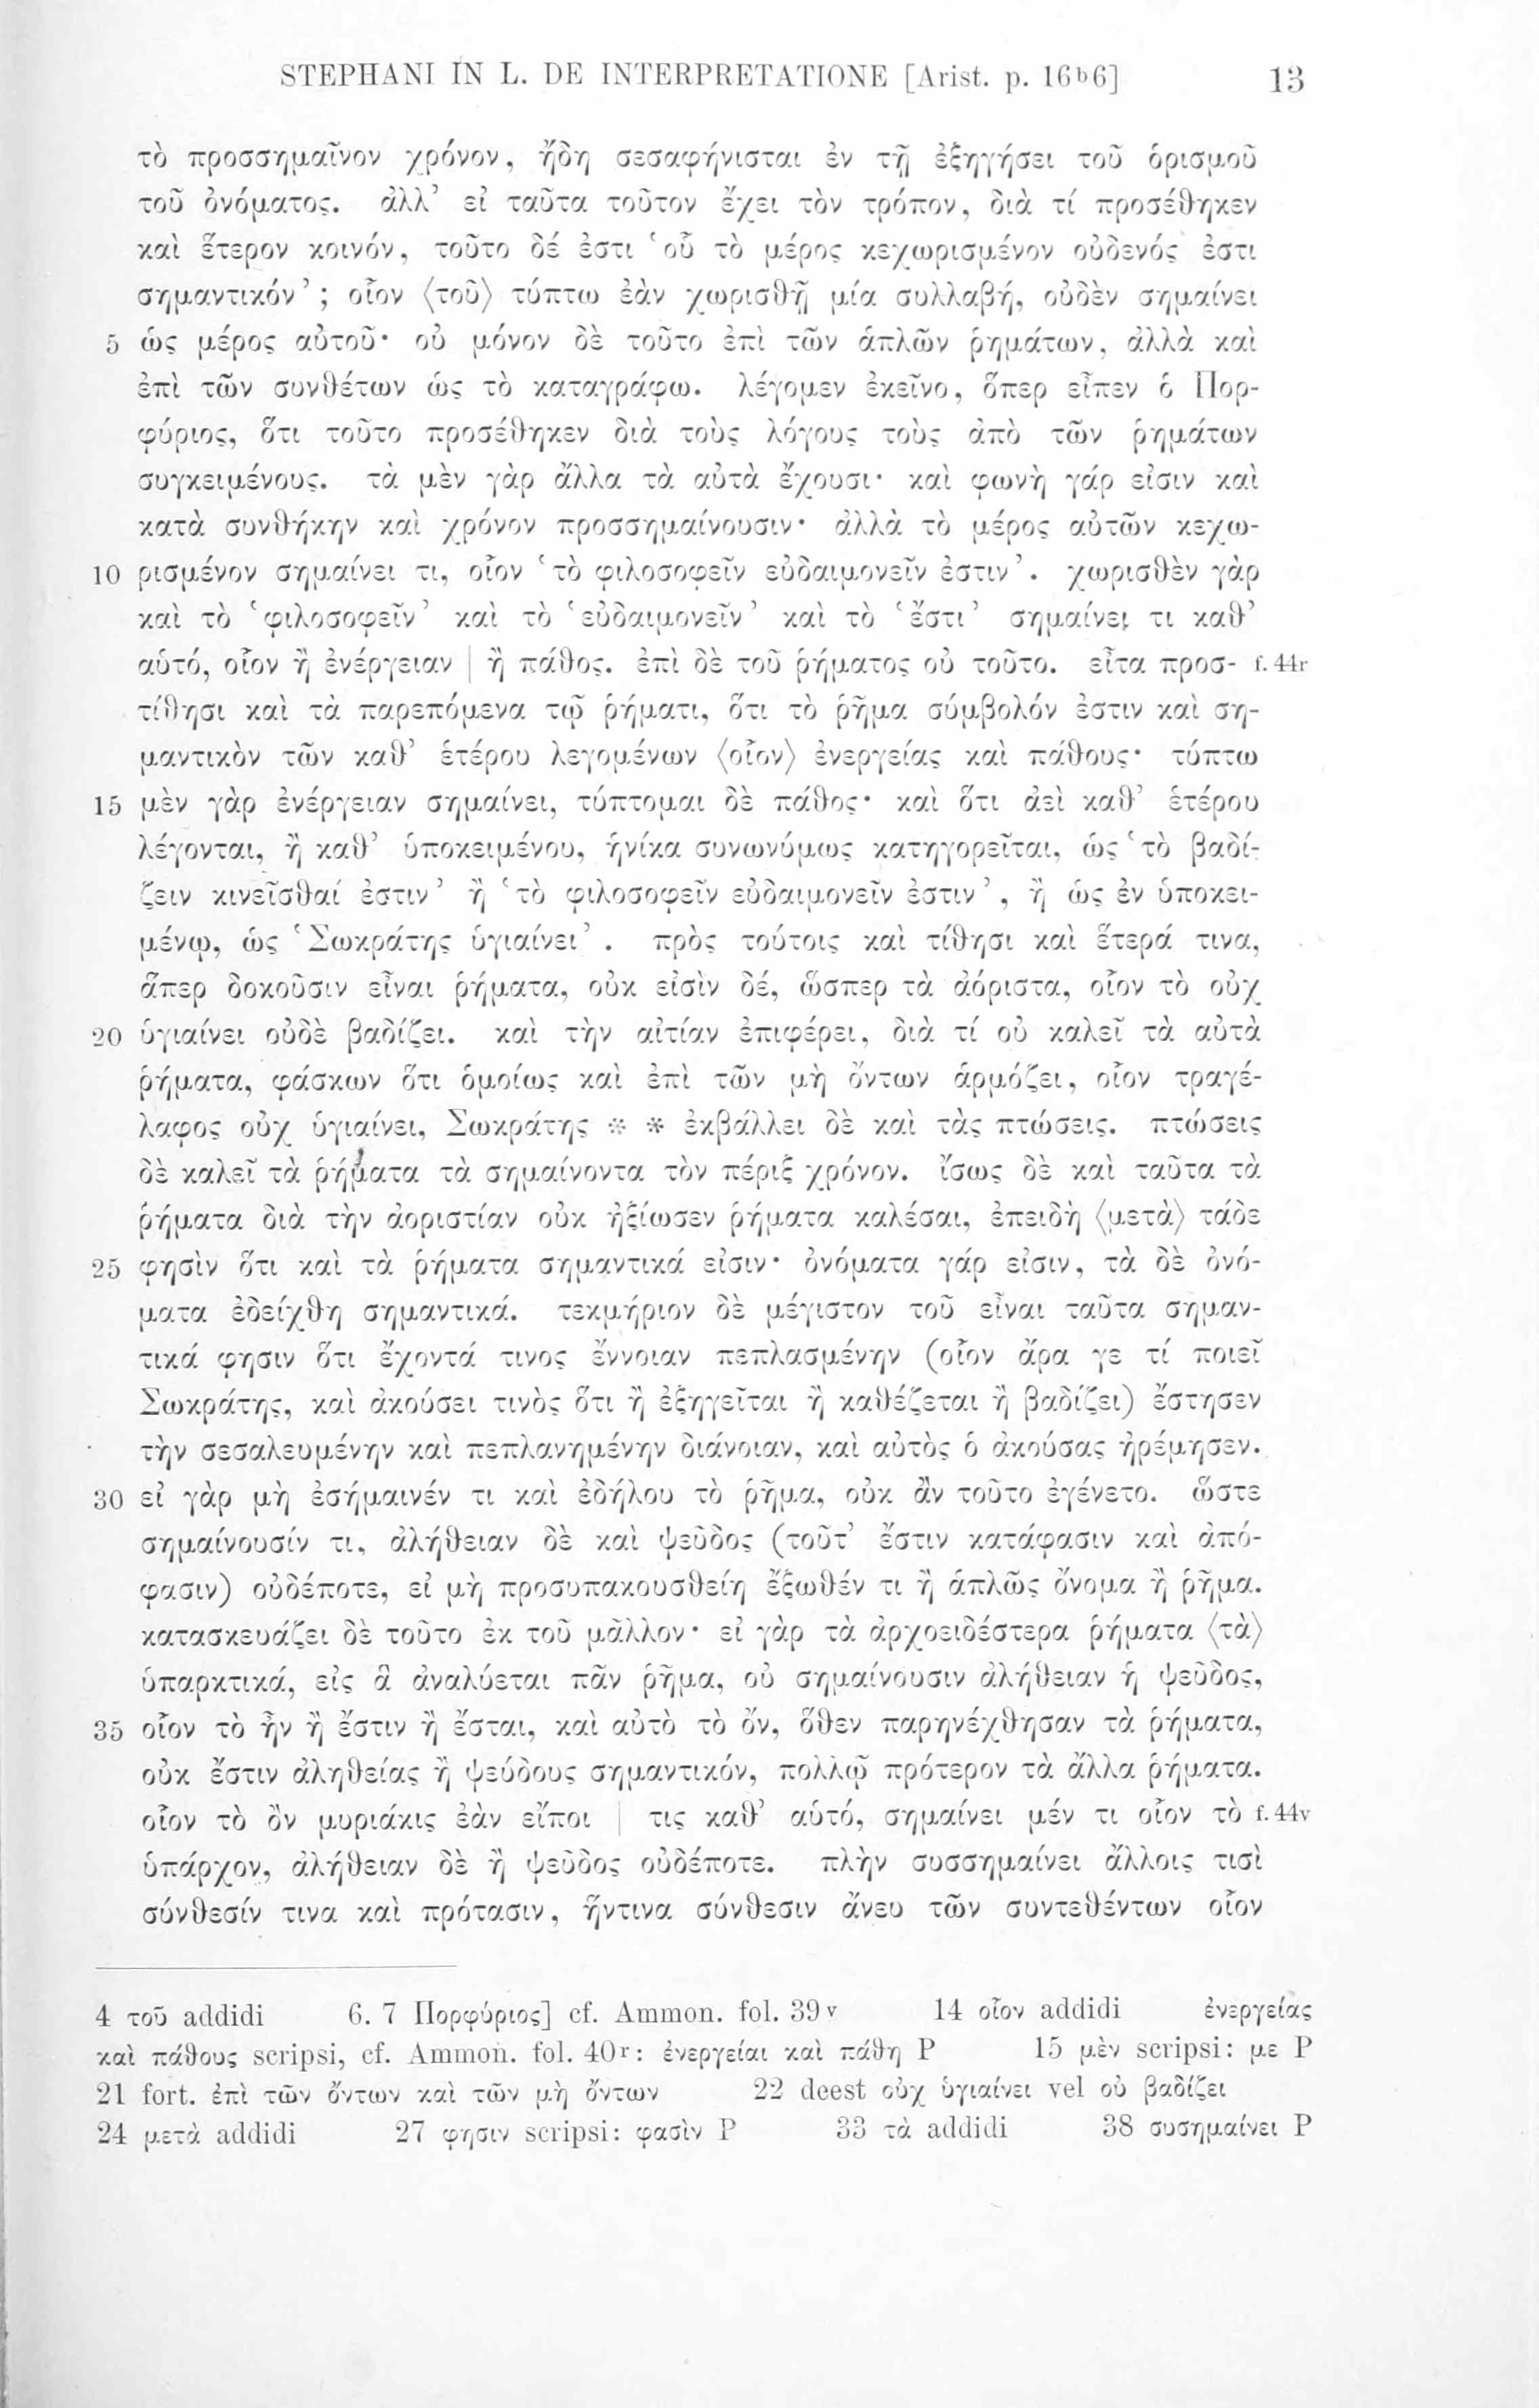 STEPHANI IN L. DE INTERPRETATIONE [Arist. p. 16b6] 13
τὸ προσσημαῖνον χρόνον, ἤδη σεσαφήνισται ἐν τῇ ἐξηγήσει τοῦ ὁρισμοῦ
τοῦ ὀνόματος. ἀλλ’ εἰ ταῦτα τοῦτον ἔχει τὸν τρόπον, διὰ τί προσέθηκεν
καὶ ἕτερον κοινόν, τοῦτο δέ ἐστι ‘οὗ τὸ μέρος κεχωρισμένον οὐδενός ἐστι
σημαντικόν’; οἷον ⟨τοῦ⟩ τύπτω ἐὰν χωρισθῇ μία συλλαβή, οὐδὲν σημαίνει
5 ὡς μέρος αὐτοῦ· οὐ μόνον δὲ τοῦτο ἐπὶ τῶν ἁπλῶν ῥημάτων, ἀλλὰ καὶ
ἐπὶ τῶν συνθέτων ὡς τὸ καταγράφω. λέγομεν ἐκεῖνο, ὅπερ εἶπεν ὁ Πορ-
φύριος, ὅτι τοῦτο προσέθηκεν διὰ τοὺς λόγους τοὺς ἀπὸ τῶν ῥημάτων
συγκειμένους. τὰ μὲν γὰρ ἄλλα τὰ αὐτὰ ἔχουσι· καὶ φωνὴ γάρ εἰσιν καὶ
κατὰ συνθήκην καὶ χρόνον προσσημαίνουσιν· ἀλλὰ τὸ μέρος αὐτῶν κεχω-
10 ρισμένον σημαίνει τι, οἷον ‘τὸ φιλοσοφεῖν εὐδαιμονεῖν ἐστιν’. χωρισθὲν γὰρ
καὶ τὸ ‘φιλοσοφεῖν’ καὶ τὸ ‘εὐδαιμονεῖν’ καὶ τὸ ‘ἔστι’ σημαίνει τι καθ’
αὑτό, οἷον ἢ ἐνέργειαν | ἢ πάθος. ἐπὶ δὲ τοῦ ῥήματος οὐ τοῦτο. εἶτα προσ- f. 44r
τίθησι καὶ τὰ παρεπόμενα τῷ ῥήματι, ὅτι τὸ ῥῆμα σύμβολόν ἐστιν καὶ ση-
μαντικὸν τῶν καθ’ ἑτέρου λεγομένων ⟨οἷον⟩ ἐνεργείας καὶ πάθους· τύπτω
15 μὲν γὰρ ἐνέργειαν σημαίνει, τύπτομαι δὲ πάθος· καὶ ὅτι ἀεὶ καθ’ ἑτέρου
λέγονται, ἢ καθ’ ὑποκειμένου, ἡνίκα συνωνύμως κατηγορεῖται, ὡς ‘τὸ βαδί-
ζειν κινεῖσθαί ἐστιν’ ἢ ‘τὸ φιλοσοφεῖν εὐδαιμονεῖν ἐστιν’, ἢ ὡς ἐν ὑποκει-
μένῳ, ὡς ‘Σωκράτης ὑγιαίνει’. πρὸς τούτοις καὶ τίθησι καὶ ἕτερά τινα,
ἅπερ δοκοῦσιν εἶναι ῥήματα, οὐκ εἰσὶν δέ, ὥσπερ τὰ ἀόριστα, οἷον τὸ οὐχ
20 ὑγιαίνει οὐδὲ βαδίζει. καὶ τὴν αἰτίαν ἐπιφέρει, διὰ τί οὐ καλεῖ τὰ αὐτὰ
ῥήματα, φάσκων ὅτι ὁμοίως καὶ ἐπὶ τῶν μὴ ὄντων ἁρμόζει, οἷον τραγέ-
λαφος οὐχ ὑγιαίνει, Σωκράτης * * ἐκβάλλει δὲ καὶ τὰς πτώσεις. πτώσεις
δὲ καλεῖ τὰ ῥήματα τὰ σημαίνοντα τὸν πέριξ χρόνον. ἴσως δὲ καὶ ταῦτα τὰ
ῥήματα διὰ τὴν ἀοριστίαν οὐκ ἠξίωσεν ῥήματα καλέσαι, ἐπειδὴ ⟨μετὰ⟩ τάδε
25 φησὶν ὅτι καὶ τὰ ῥήματα σημαντικά εἰσιν· ὀνόματα γάρ εἰσιν, τὰ δὲ ὀνό-
ματα ἐδείχθη σημαντικά. τεκμήριον δὲ μέγιστον τοῦ εἶναι ταῦτα σημαν-
τικά φησιν ὅτι ἔχοντά τινος ἔννοιαν πεπλασμένην (οἷον ἄρα γε τί ποιεῖ
Σωκράτης, καὶ ἀκούσει τινὸς ὅτι ἢ ἐξηγεῖται ἢ καθέζεται ἢ βαδίζει) ἔστησεν
τὴν σεσαλευμένην καὶ πεπλανημένην διάνοιαν, καὶ αὐτὸς ὁ ἀκούσας ἠρέμησεν.
30 εἰ γὰρ μὴ ἐσήμαινέν τι καὶ ἐδήλου τὸ ῥῆμα, οὐκ ἂν τοῦτο ἐγένετο. ὥστε
σημαίνουσίν τι, ἀλήθειαν δὲ καὶ ψεῦδος (τοῦτ’ ἔστιν κατάφασιν καὶ ἀπό-
φασιν) οὐδέποτε, εἰ μὴ προσυπακουσθείη ἔξωθέν τι ἢ ἁπλῶς ὄνομα ἢ ῥῆμα.
κατασκευάζει δὲ τοῦτο ἐκ τοῦ μᾶλλον· εἰ γὰρ τὰ ἀρχοειδέστερα ῥήματα ⟨τὰ⟩
ὑπαρκτικά, εἰς ἃ ἀναλύεται πᾶν ῥῆμα, οὐ σημαίνουσιν ἀλήθειαν ἢ ψεῦδος,
35 οἷον τὸ ἦν ἢ ἔστιν ἢ ἔσται, καὶ αὐτὸ τὸ ὄν, ὅθεν παρηνέχθησαν τὰ ῥήματα,
οὐκ ἔστιν ἀληθείας ἢ ψεύδους σημαντικόν, πολλῷ πρότερον τὰ ἄλλα ῥήματα.
οἷον τὸ ὂν μυριάκις ἐὰν εἴποι | τις καθ’ αὑτό, σημαίνει μέν τι οἷον τὸ f. 44v
ὑπάρχον, ἀλήθειαν δὲ ἢ ψεῦδος οὐδέποτε. πλὴν συσσημαίνει ἄλλοις τισὶ
σύνθεσίν τινα καὶ πρότασιν, ἥντινα σύνθεσιν ἄνευ τῶν συντεθέντων οἷον
4 τοῦ addidi 6. 7 Πορφύριος] cf. Ammon. fol. 39v 14 οἷον addidi ἐνεργείας
καὶ πάθους scripsi, cf. Ammon. fol. 40r: ἐνεργείαι καὶ πάθη P 15 μὲν scripsi: με P
21 fort. ἐπὶ τῶν ὄντων καὶ τῶν μὴ ὄντων 22 deest οὐχ ὑγιαίνει vel οὐ βαδίζει
24 μετὰ addidi 27 φησιν scripsi: φασὶν P 33 τὰ addidi 38 συσημαίνει P